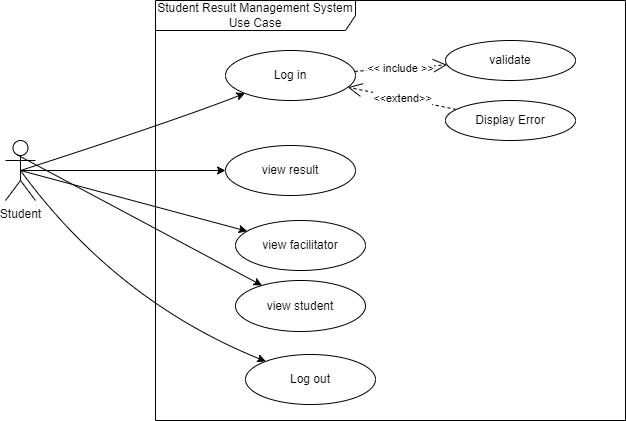 Student Result Management System
Use Case
Log in
<< include >>
validate
<<extend>>
Display Error
view result
Student
view facilitator
view student
Log out